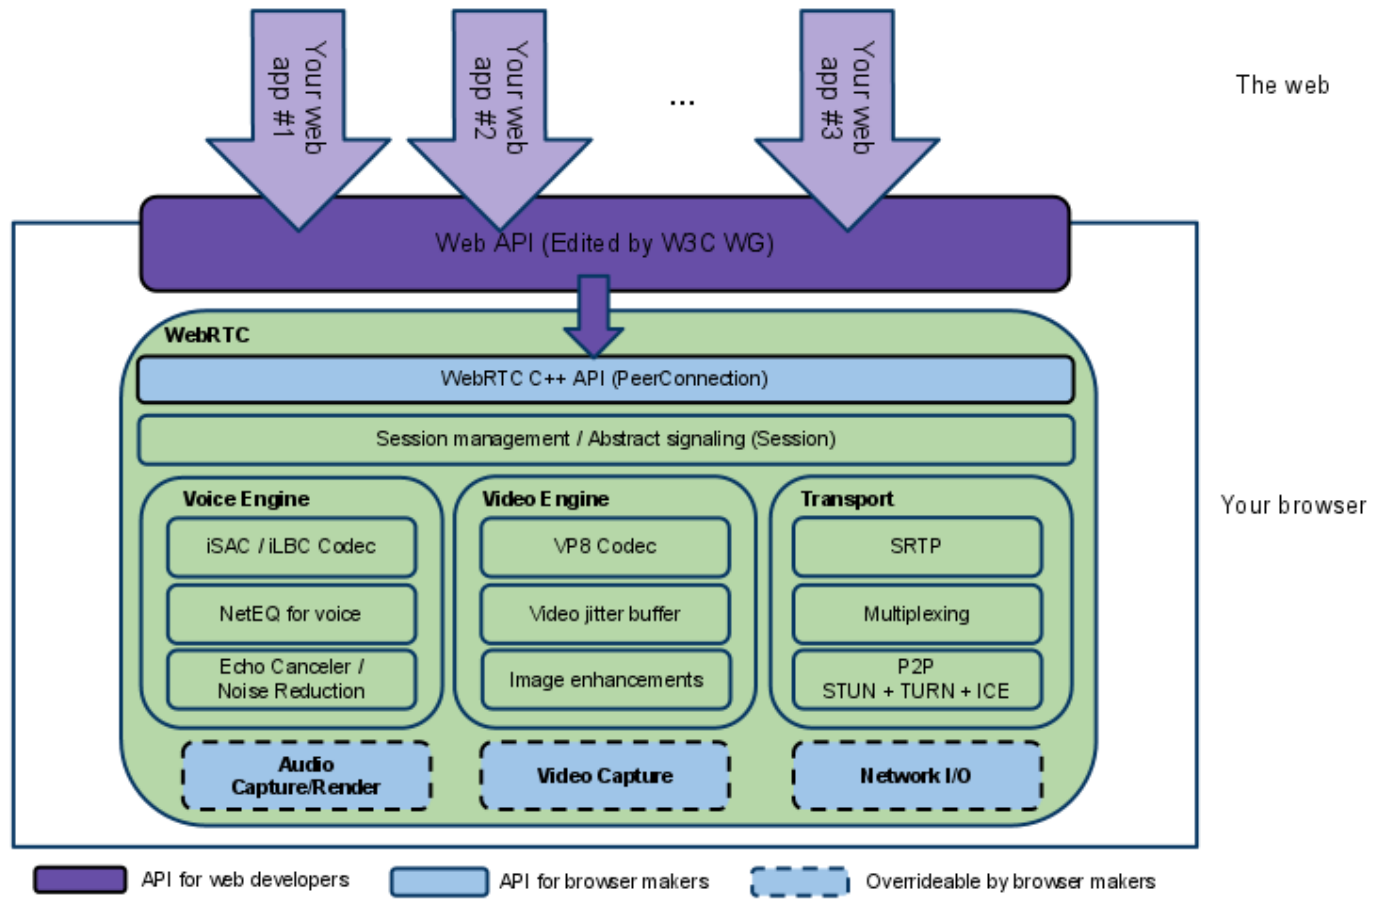 Your web
app #1
Your web
app #2
...
Your web
app #3
The web
Web API (Edited by W3C WG)
WebRTC
WebRTC C++ API (PeerConnection)
Session management / Abstract signaling (Session)
Voice Engine
iSAC / iLBC Codec
NetEQ for voice
Echo Canceler /
Noise Reduction
Video Engine
VP8 Codec
Video jitter buffer
Image enhancements
Transport
SRTP
Multiplexing
P2P
STUN + TURN + ICE
Your browser
Audio
Capture/Render
Video Capture
Network I/O
API for web developers
API for browser makers
Overrideable by browser makers